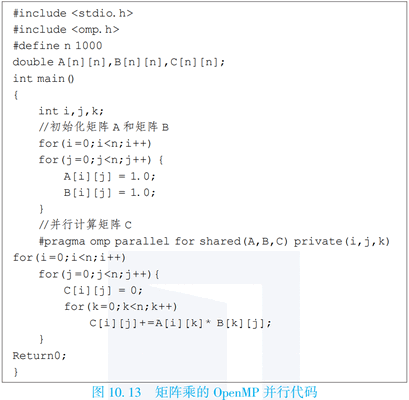 #include <stdio.h>
#include <omp.h>
#define n 1000
double A[n][n],B[n][n],C[n][n];
int main()
{
int i,j,k;
//初始化矩阵 A 和矩阵 B
for(i=0;i<n;i++)
for(j=0;j<n;j++) {
A[i][j] = 1.0;
B[i][j] = 1.0;
}
//并行计算矩阵 C
#pragma omp parallel for shared(A,B,C) private(i,j,k)
for(i=0;i<n;i++)
for(j=0;j<n;j++){
C[i][j] = 0;
for(k=0;k<n;k++)
C[i][j]+=A[i][k]* B[k][j];
}
Return0;
}
图 10.13 矩阵乘的 OpenMP 并行代码